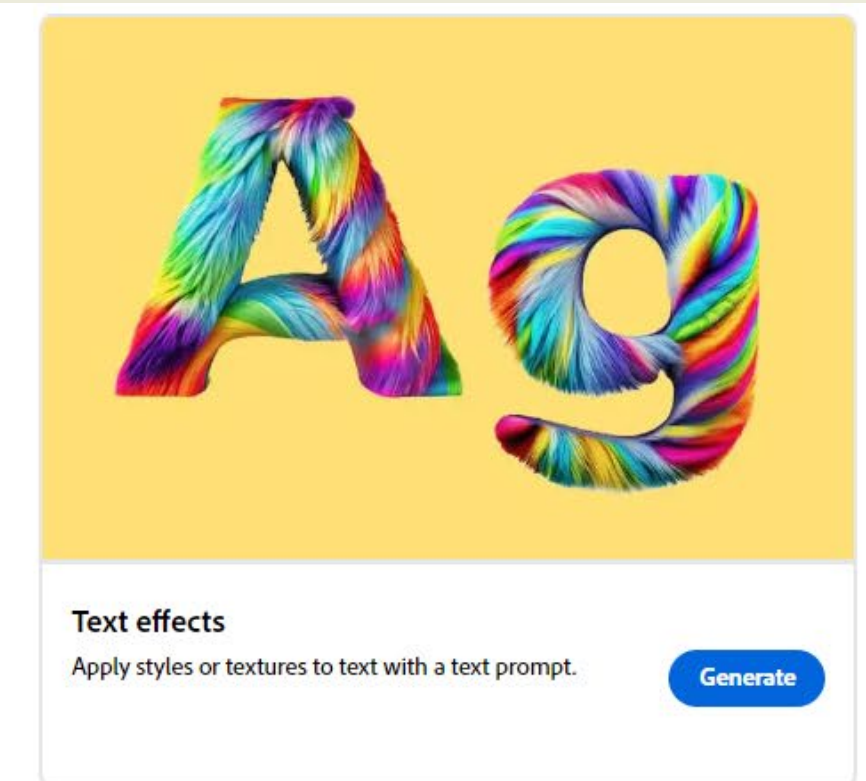 Ag
Text effects
Apply styles or textures to text with a text prompt.
Generate